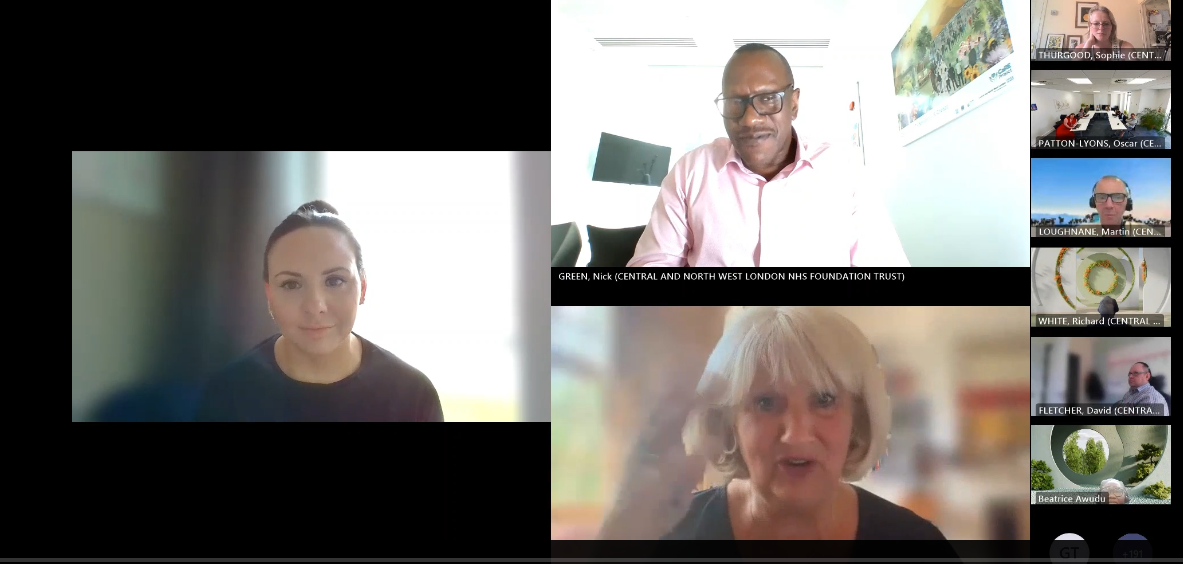 GREEN, Nick (CENTRAL AND NORTH WEST LONDON NHS FOUNDATION TRUST)
THURGOOD, Sophie (CENT...
PATTON-LYONS, Oscar (CE...
LOUGHNANE, Martin (CEN...
WHITE, Richard (CENTRAL ...
FLETCHER, David (CENTRA...
Beatrice Awudu
GT
+191